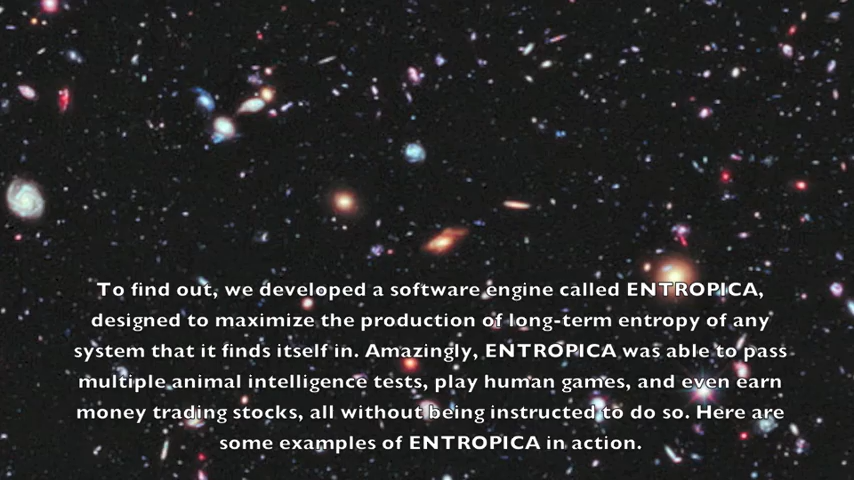 To find out, we developed a software engine called ENTROPICA,
designed to maximize the production of long-term entropy of any
system that it finds itself in. Amazingly, ENTROPICA was able to pass
multiple animal intelligence tests, play human games, and even earn
money trading stocks, all without being instructed to do so. Here are
some examples of ENTROPICA in action.